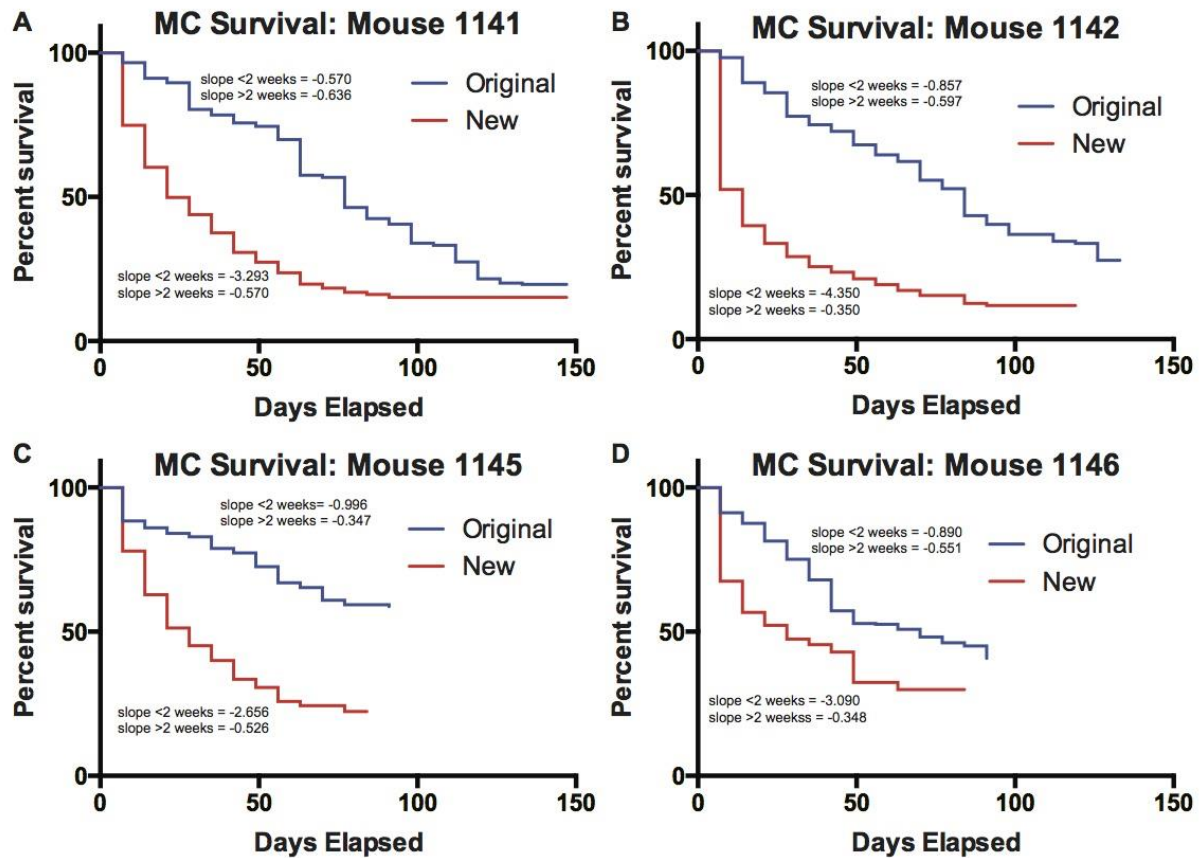 A
MC Survival: Mouse 1141
Percent survival
100
50
0
slope <2 weeks = -0.570
slope >2 weeks = -0.636
Original
New
slope <2 weeks = -3.293
slope >2 weeks = -0.570
0
50
100
150
Days Elapsed
B
MC Survival: Mouse 1142
Percent survival
100
50
0
slope <2 weeks = -0.857
slope >2 weeks = -0.597
Original
New
slope <2 weeks = -4.350
slope >2 weeks = -0.350
0
50
100
150
Days Elapsed
C
MC Survival: Mouse 1145
Percent survival
100
50
0
slope <2 weeks= -0.996
slope >2 weeks = -0.347
Original
New
slope <2 weeks = -2.656
slope >2 weeks = -0.526
0
50
100
150
Days Elapsed
D
MC Survival: Mouse 1146
Percent survival
100
50
0
slope <2 weeks = -0.890
slope >2 weeks = -0.551
Original
New
slope <2 weeks = -3.090
slope >2 weekss = -0.348
0
50
100
150
Days Elapsed